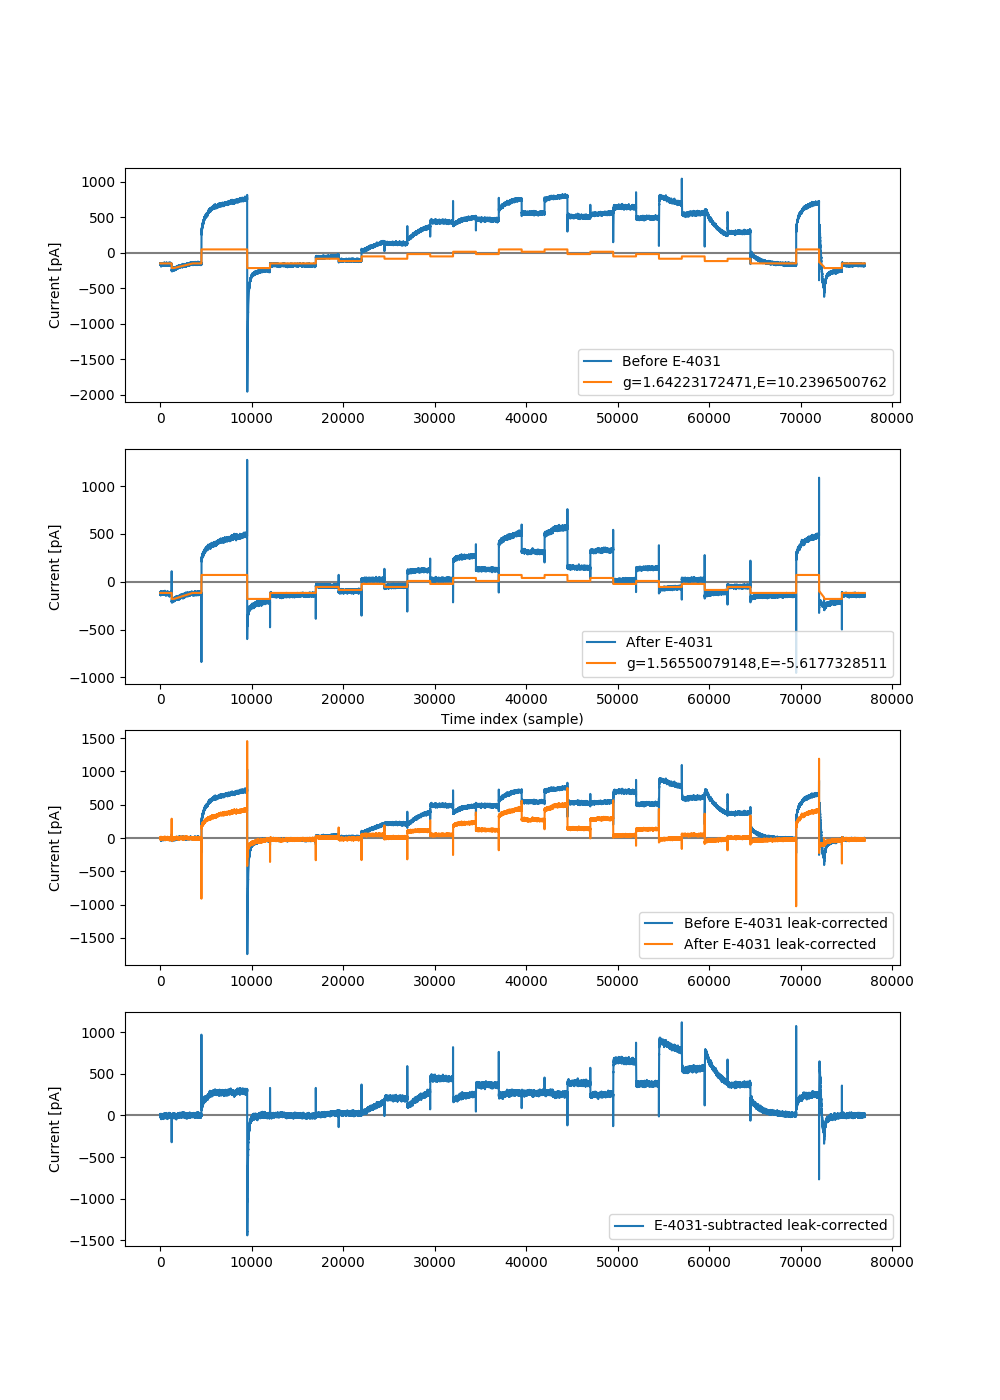 1000
500
0
−500
−1000
−1500
−2000
Current [pA]
Before E-4031
g=1.64223172471,E=10.2396500762
0 10000 20000 30000 40000 50000 60000 70000 80000
1000
500
0
−500
−1000
Current [pA]
After E-4031
g=1.56550079148,E=-5.6177328511
0 10000 20000 30000 40000 50000 60000 70000 80000
Time index (sample)
1500
1000
500
0
−500
−1000
−1500
Current [pA]
Before E-4031 leak-corrected
After E-4031 leak-corrected
0 10000 20000 30000 40000 50000 60000 70000 80000
1000
500
0
−500
−1000
−1500
Current [pA]
E-4031-subtracted leak-corrected
0 10000 20000 30000 40000 50000 60000 70000 80000